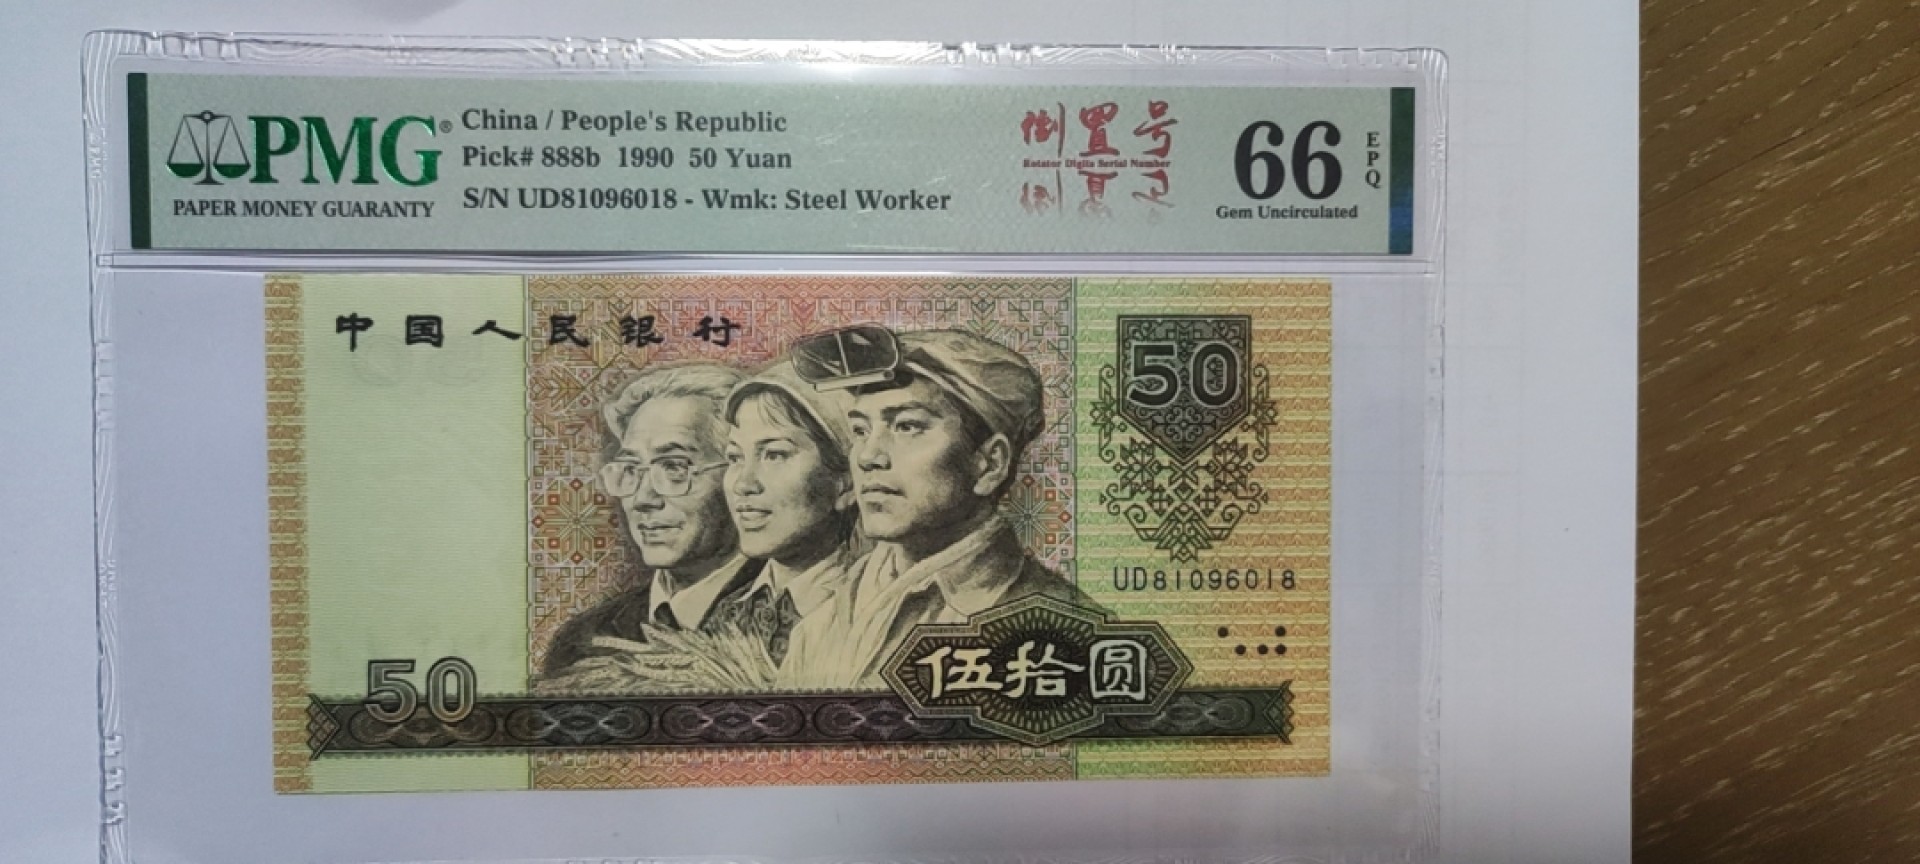 PMG®
PAPER MONEY GUARANTY
China / People's Republic
Pick# 888b 1990 50 Yuan
S/N UD81096018 - Wmk: Steel Worker
倒置号
Rotator Digits Serial Number
66
EPQ
Gem Uncirculated
中国人民银行
50
UD81096018
50
伍拾圆